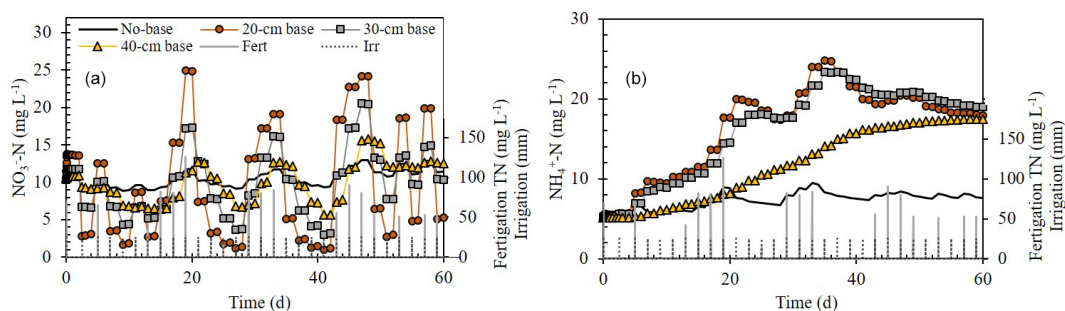 No-base 20-cm base 30-cm base
40-cm base Fert Irr
(a)
NO₃⁻-N (mg L⁻¹)
30
25
20
15
10
5
0
0 10 20 30 40 50 60
Time (d)
150
100
50
0
Fertigation TN (mg L⁻¹)
Irrigation (mm)
(b)
NH₄⁺-N (mg L⁻¹)
30
20
10
0
0 20 40 60
Time (d)
150
100
50
0
Fertigation TN (mg L⁻¹)
Irrigation (mm)